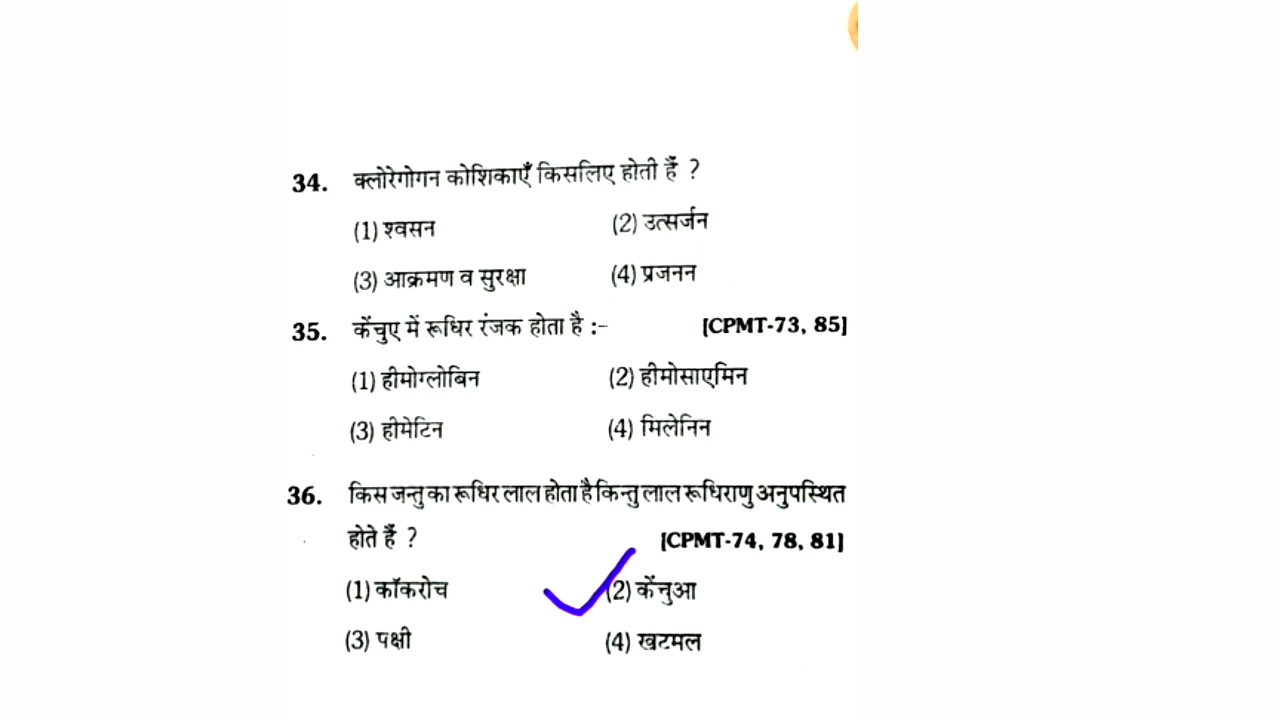 34. क्लोरेगोगन कोशिकाएँ किसलिए होती हैं ?
(1) श्वसन (2) उत्सर्जन
(3) आक्रमण व सुरक्षा (4) प्रजनन
35. केंचुए में रूधिर रंजक होता है :- [CPMT-73, 85]
(1) हीमोग्लोबिन (2) हीमोसाएमिन
(3) हीमेटिन (4) मिलेनिन
36. किस जन्तु का रूधिर लाल होता है किन्तु लाल रूधिराणु अनुपस्थित
होते हैं ? [CPMT-74, 78, 81]
(1) कॉकरोच (2) केंचुआ
(3) पक्षी (4) खटमल